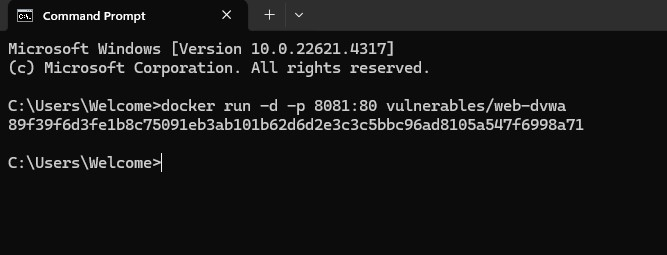 Command Prompt
Microsoft Windows [Version 10.0.22621.4317]
(c) Microsoft Corporation. All rights reserved.
C:\Users\Welcome>docker run -d -p 8081:80 vulnerables/web-dvwa
89f39f6d3fe1b8c75091eb3ab101b62d6d2e3c3c5bbc96ad8105a547f6998a71
C:\Users\Welcome>